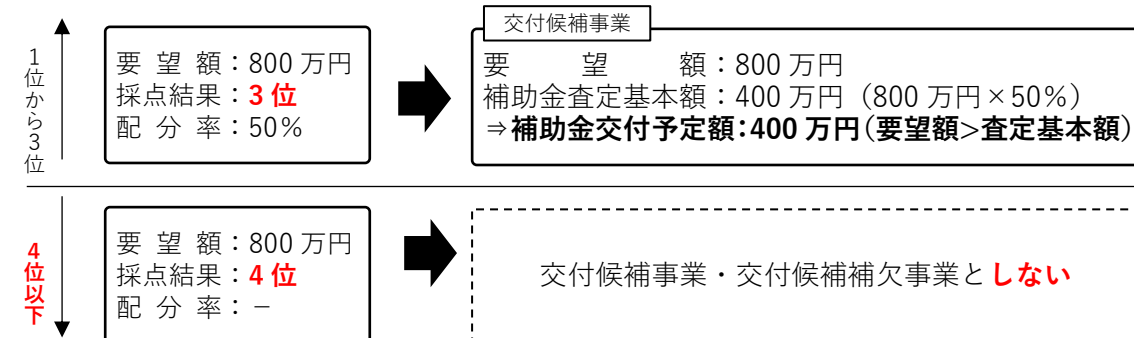 1位から3位
要 望 額：800 万円
採点結果：3 位
配 分 率：50％
交付候補事業
要 望 額：800 万円
補助金査定基本額：400 万円（800 万円×50％）
⇒補助金交付予定額：400 万円（要望額>査定基本額）
4位以下
要 望 額：800 万円
採点結果：4 位
配 分 率：－
交付候補事業・交付候補補欠事業としない